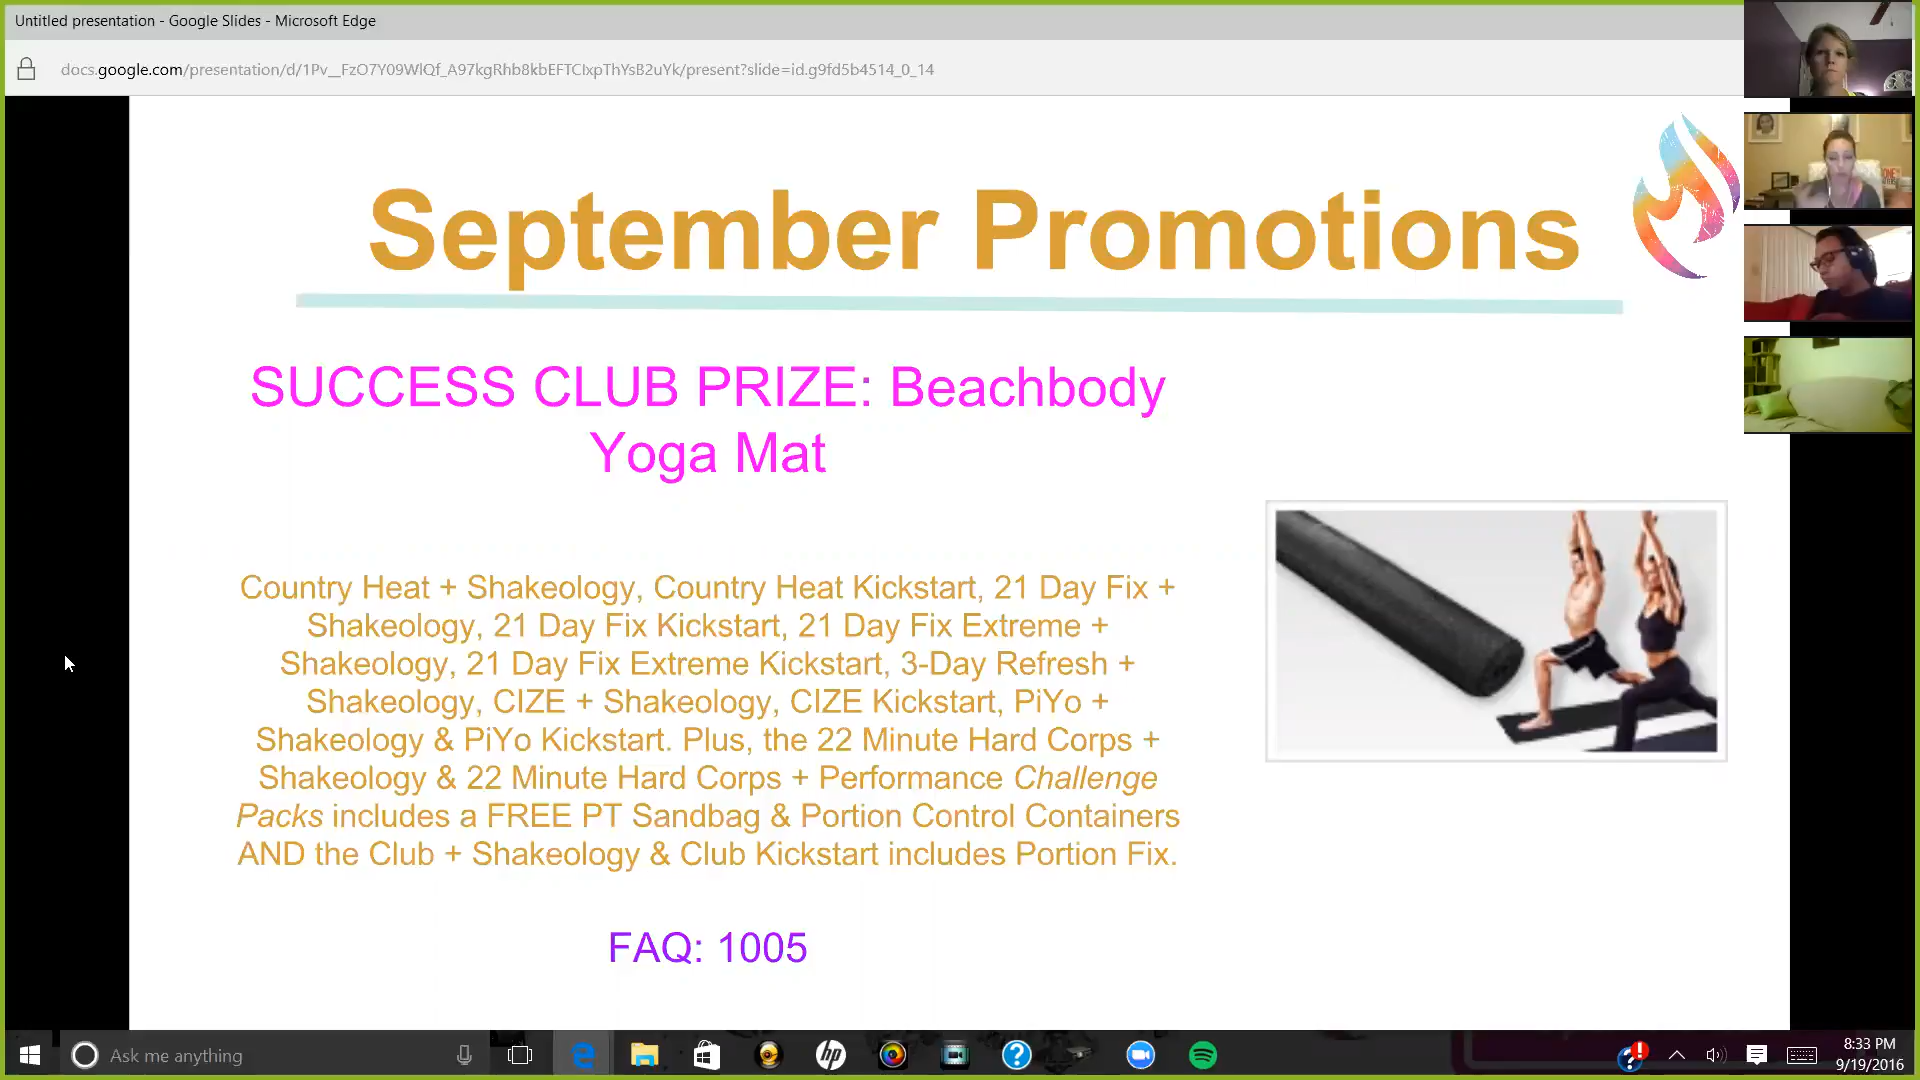 Untitled presentation - Google Slides - Microsoft Edge
docs.google.com/presentation/d/1Pv__FzO7Y09WlQf_A97kgRhb8kbEFTCIxpThYsB2uYk/present?slide=id.g9fd5b4514_0_14
September Promotions
SUCCESS CLUB PRIZE: Beachbody
Yoga Mat
Country Heat + Shakeology, Country Heat Kickstart, 21 Day Fix +
Shakeology, 21 Day Fix Kickstart, 21 Day Fix Extreme +
Shakeology, 21 Day Fix Extreme Kickstart, 3-Day Refresh +
Shakeology, CIZE + Shakeology, CIZE Kickstart, PiYo +
Shakeology & PiYo Kickstart. Plus, the 22 Minute Hard Corps +
Shakeology & 22 Minute Hard Corps + Performance Challenge
Packs includes a FREE PT Sandbag & Portion Control Containers
AND the Club + Shakeology & Club Kickstart includes Portion Fix.
FAQ: 1005
Ask me anything
hp
8:33 PM
9/19/2016